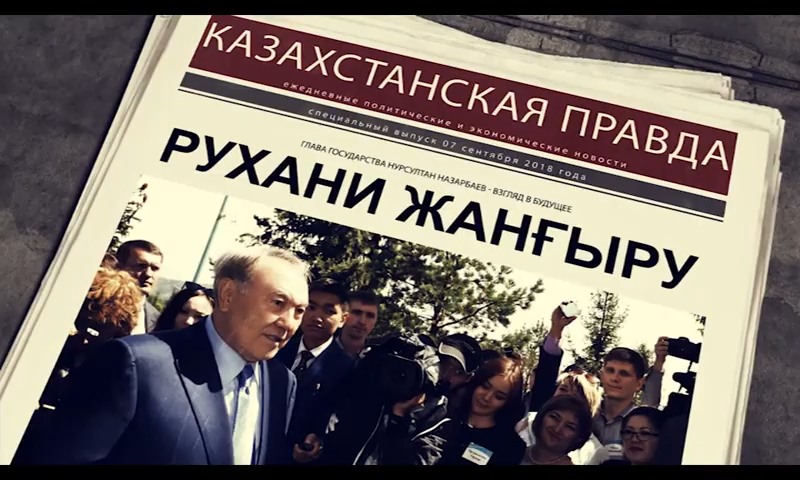 КАЗАХСТАНСКАЯ ПРАВДА
ежедневные политические и экономические новости
специальный выпуск 07 сентября 2018 года
ГЛАВА ГОСУДАРСТВА НУРСУЛТАН НАЗАРБАЕВ - ВЗГЛЯД В БУДУЩЕЕ
РУХАНИ ЖАНҒЫРУ